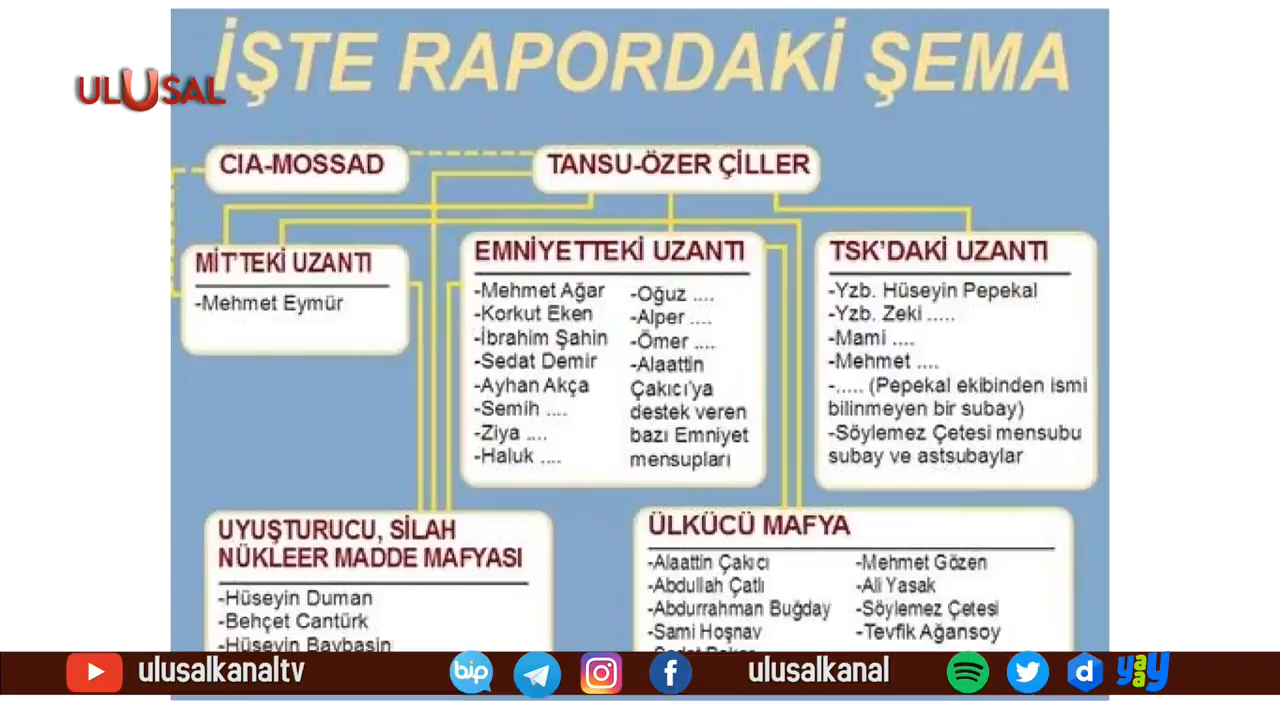 İŞTE RAPORDAKİ ŞEMA
ULUSAL
CIA-MOSSAD
TANSU-ÖZER ÇİLLER
MİT'TEKİ UZANTI
-Mehmet Eymür
EMNİYETTEKİ UZANTI
-Mehmet Ağar
-Korkut Eken
-İbrahim Şahin
-Sedat Demir
-Ayhan Akça
-Semih ....
-Ziya ....
-Haluk ....
-Oğuz ....
-Alper ....
-Ömer ....
-Alaattin
Çakıcı'ya
destek veren
bazı Emniyet
mensupları
TSK'DAKİ UZANTI
-Yzb. Hüseyin Pepekal
-Yzb. Zeki .....
-Mami ....
-Mehmet ....
-..... (Pepekal ekibinden ismi
bilinmeyen bir subay)
-Söylemez Çetesi mensubu
subay ve astsubaylar
UYUŞTURUCU, SİLAH
NÜKLEER MADDE MAFYASI
-Hüseyin Duman
-Behçet Cantürk
-Hüseyin Baybaşin
ÜLKÜCÜ MAFYA
-Alaattin Çakıcı
-Abdullah Çatlı
-Abdurrahman Buğday
-Sami Hoşnav
-Mehmet Gözen
-Ali Yasak
-Söylemez Çetesi
-Tevfik Ağansoy
ulusalkanaltv
bip
ulusalkanal
yaay